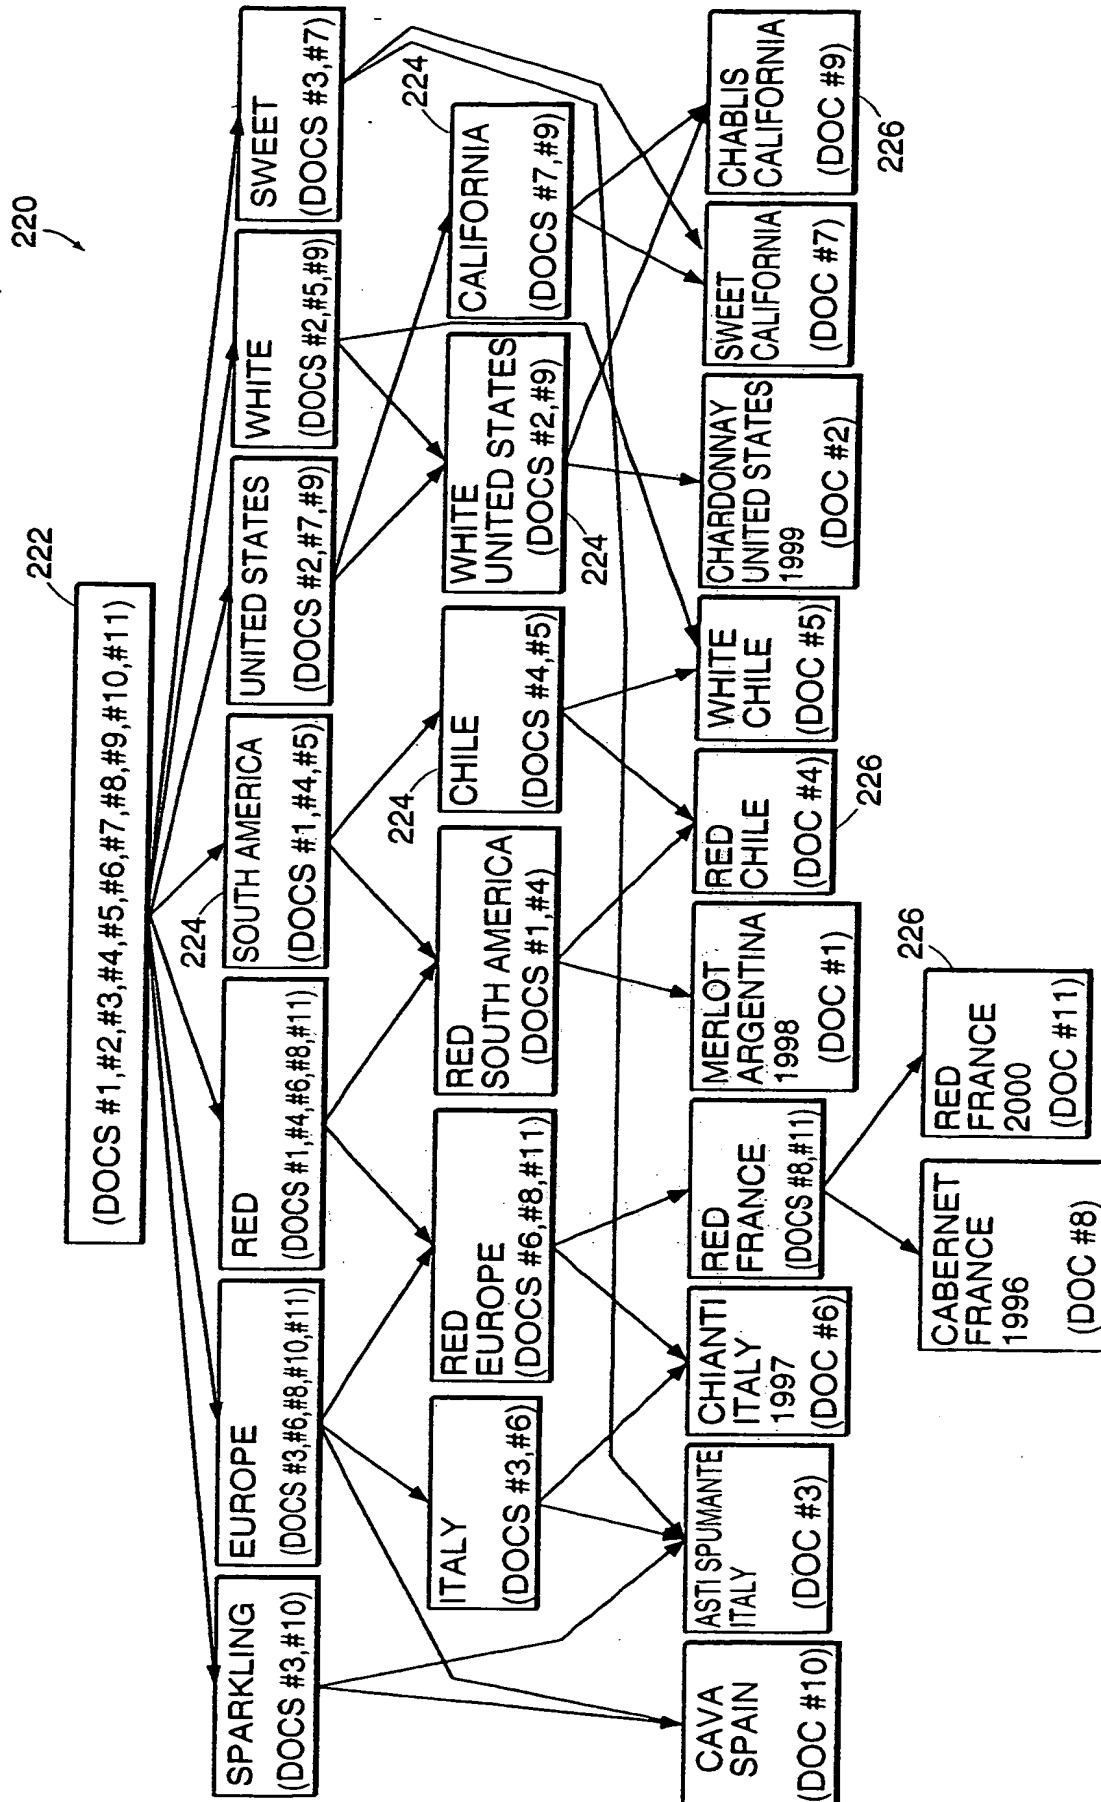 220
222
(DOCS #1,#2,#3,#4,#5,#6,#7,#8,#9,#10,#11)
SPARKLING
(DOCS #3,#10)
EUROPE
(DOCS #3,#6,#8,#10,#11)
RED
(DOCS #1,#4,#6,#8,#11)
224
SOUTH AMERICA
(DOCS #1,#4,#5)
UNITED STATES
(DOCS #2,#7,#9)
WHITE
(DOCS #2,#5,#9)
SWEET
(DOCS #3,#7)
ITALY
(DOCS #3,#6)
RED
EUROPE
(DOCS #6,#8,#11)
RED
SOUTH AMERICA
(DOCS #1,#4)
224
CHILE
(DOCS #4,#5)
WHITE
UNITED STATES
(DOCS #2,#9)
224
224
CALIFORNIA
(DOCS #7,#9)
CAVA
SPAIN
(DOC #10)
ASTI SPUMANTE
ITALY
(DOC #3)
CHIANTI
ITALY
1997
(DOC #6)
RED
FRANCE
(DOCS #8,#11)
MERLOT
ARGENTINA
1998
(DOC #1)
RED
CHILE
(DOC #4)
226
WHITE
CHILE
(DOC #5)
CHARDONNAY
UNITED STATES
1999
(DOC #2)
SWEET
CALIFORNIA
(DOC #7)
CHABLIS
CALIFORNIA
(DOC #9)
226
CABERNET
FRANCE
1996
(DOC #8)
226
RED
FRANCE
2000
(DOC #11)